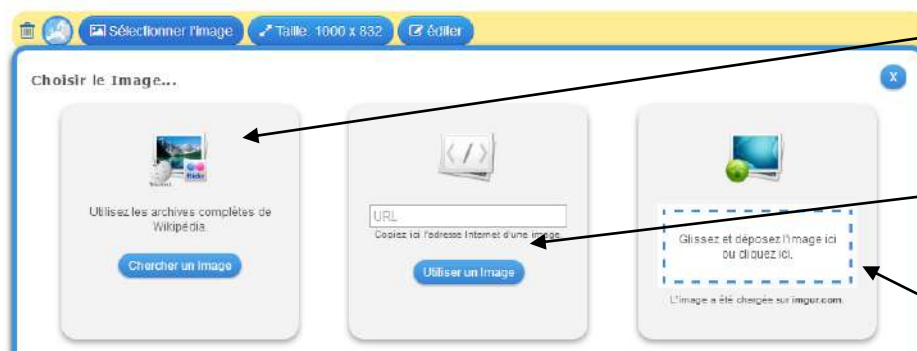 Sélectionner l'image
Taille: 1000 x 832
éditer
Choisir le Image...
X
flickr
Utilisez les archives complètes de
Wikipédia.
Chercher un Image
URL
Copiez ici l'adresse Internet d'une image.
Utiliser un Image
Glissez et déposez l'image ici
ou cliquez ici.
L'image a été chargée sur imgur.com.